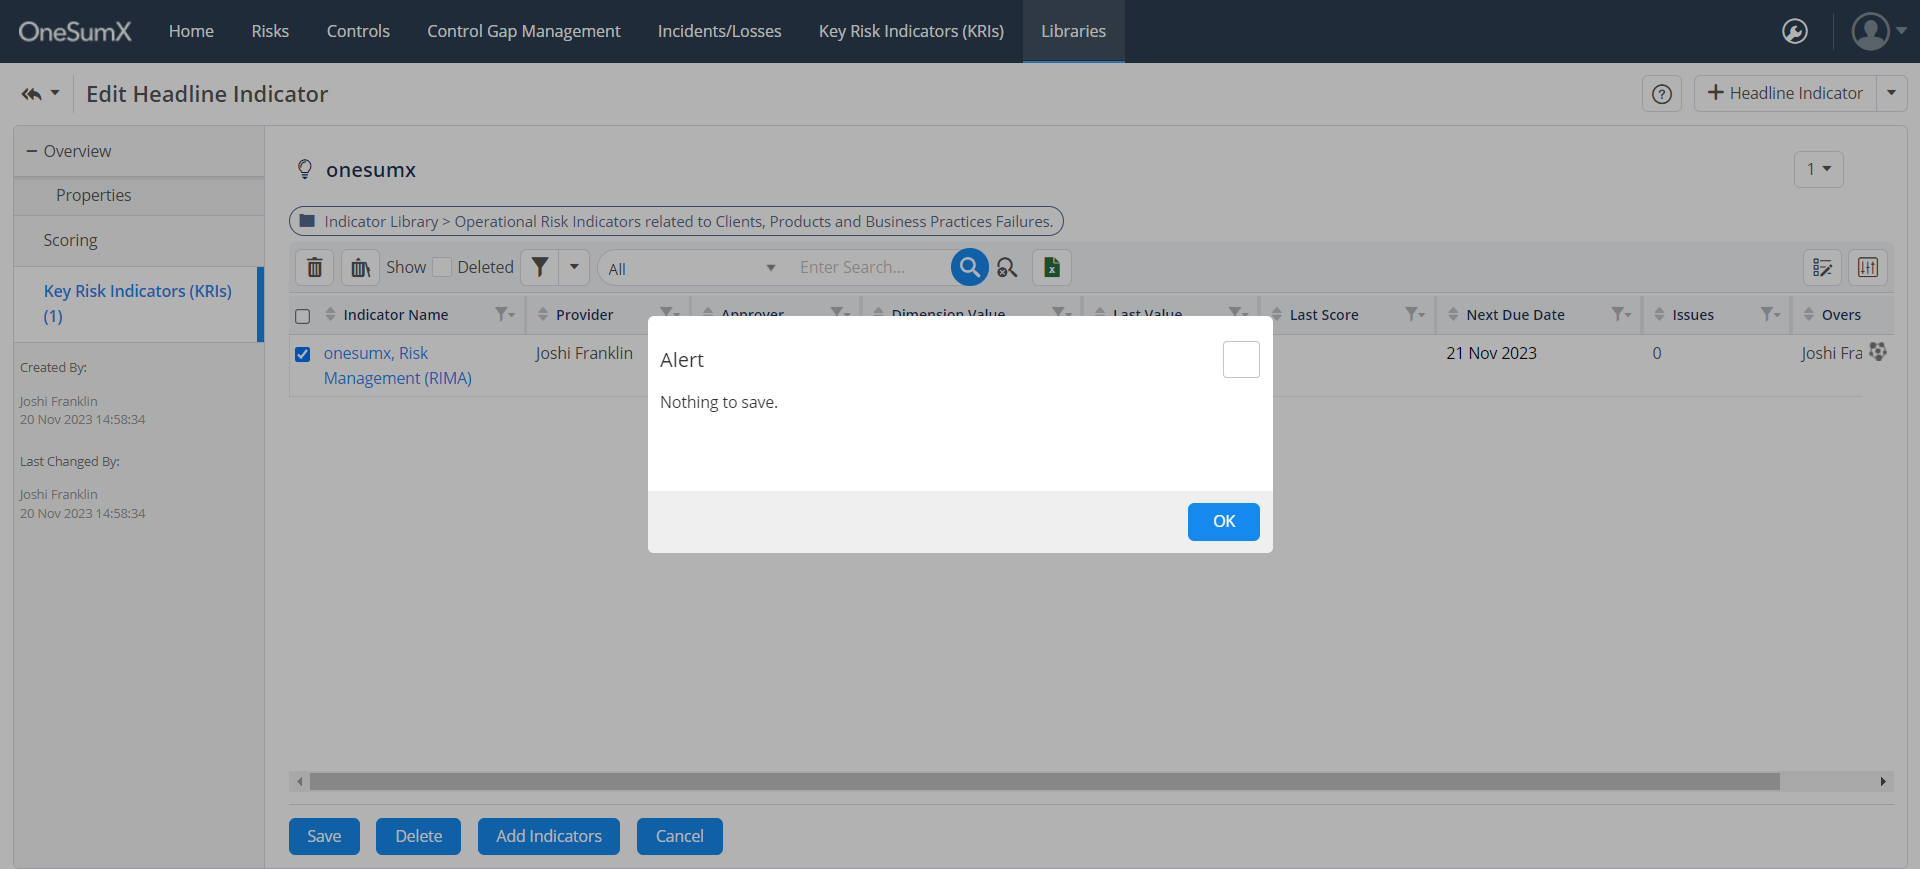 OneSumX Home Risks Controls Control Gap Management Incidents/Losses Key Risk Indicators (KRIs) Libraries
Edit Headline Indicator
Headline Indicator
Overview
Properties
Scoring
Key Risk Indicators (KRIs)
(1)
Created By:
Joshi Franklin
20 Nov 2023 14:58:34
Last Changed By:
Joshi Franklin
20 Nov 2023 14:58:34
onesumx
1
Indicator Library > Operational Risk Indicators related to Clients, Products and Business Practices Failures.
Show Deleted All Enter Search...
Indicator Name Provider Approver Dimension Value Last Value Last Score Next Due Date Issues Overs
onesumx, Risk Joshi Franklin 21 Nov 2023 0 Joshi Fra
Management (RIMA)
Alert
Nothing to save.
OK
Save Delete Add Indicators Cancel